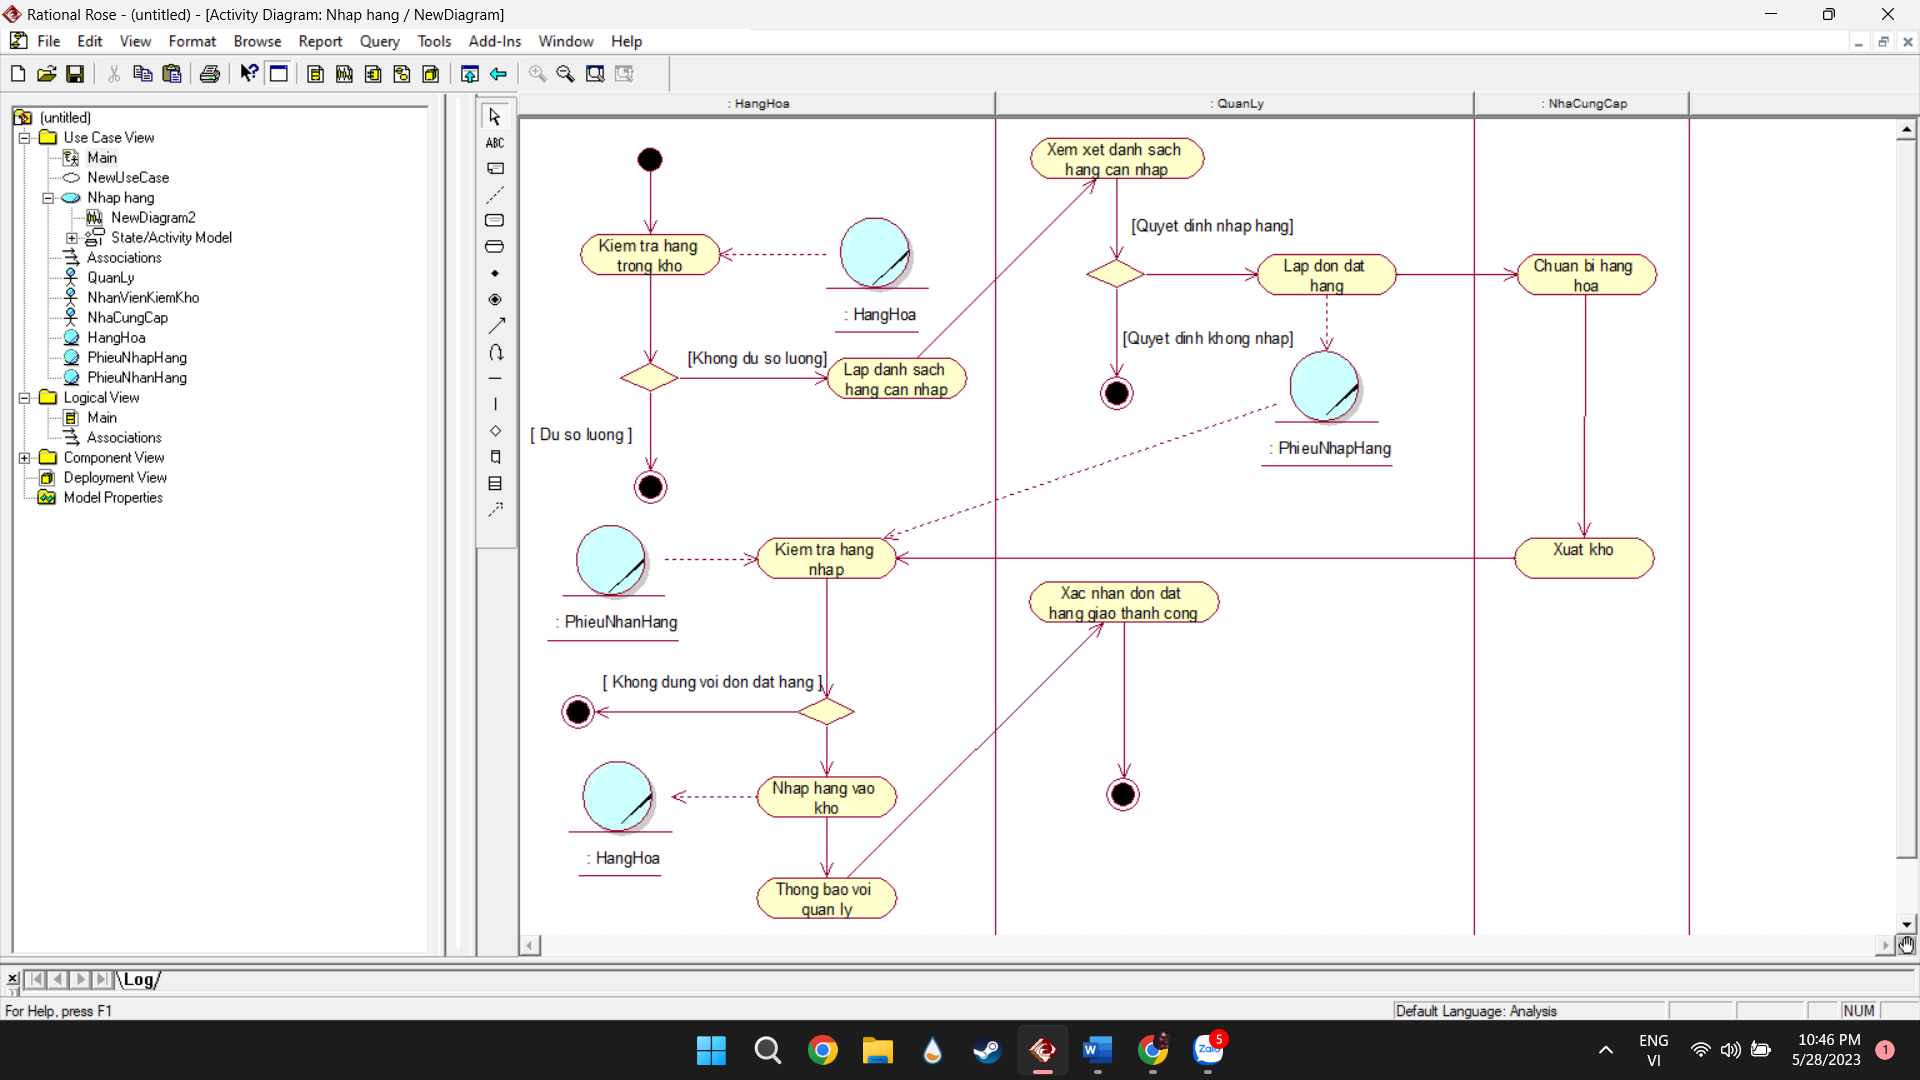 Rational Rose - (untitled) - [Activity Diagram: Nhap hang / NewDiagram]
File Edit View Format Browse Report Query Tools Add-Ins Window Help
(untitled)
Use Case View
Main
NewUseCase
Nhap hang
NewDiagram2
State/Activity Model
Associations
QuanLy
NhanVienKiemKho
NhaCungCap
HangHoa
PhieuNhapHang
PhieuNhanHang
Logical View
Main
Associations
Component View
Deployment View
Model Properties
ABC
: HangHoa
: QuanLy
: NhaCungCap
Kiem tra hang
trong kho
: HangHoa
[Khong du so luong]
Lap danh sach
hang can nhap
[ Du so luong ]
Xem xet danh sach
hang can nhap
[Quyet dinh nhap hang]
Lap don dat
hang
[Quyet dinh khong nhap]
: PhieuNhapHang
Chuan bi hang
hoa
Xuat kho
Kiem tra hang
nhap
: PhieuNhanHang
[ Khong dung voi don dat hang ]
Nhap hang vao
kho
: HangHoa
Thong bao voi
quan ly
Xac nhan don dat
hang giao thanh cong
Log
For Help, press F1
Default Language: Analysis
NUM
W
Zalo
5
ENG
VI
10:46 PM
5/28/2023
1